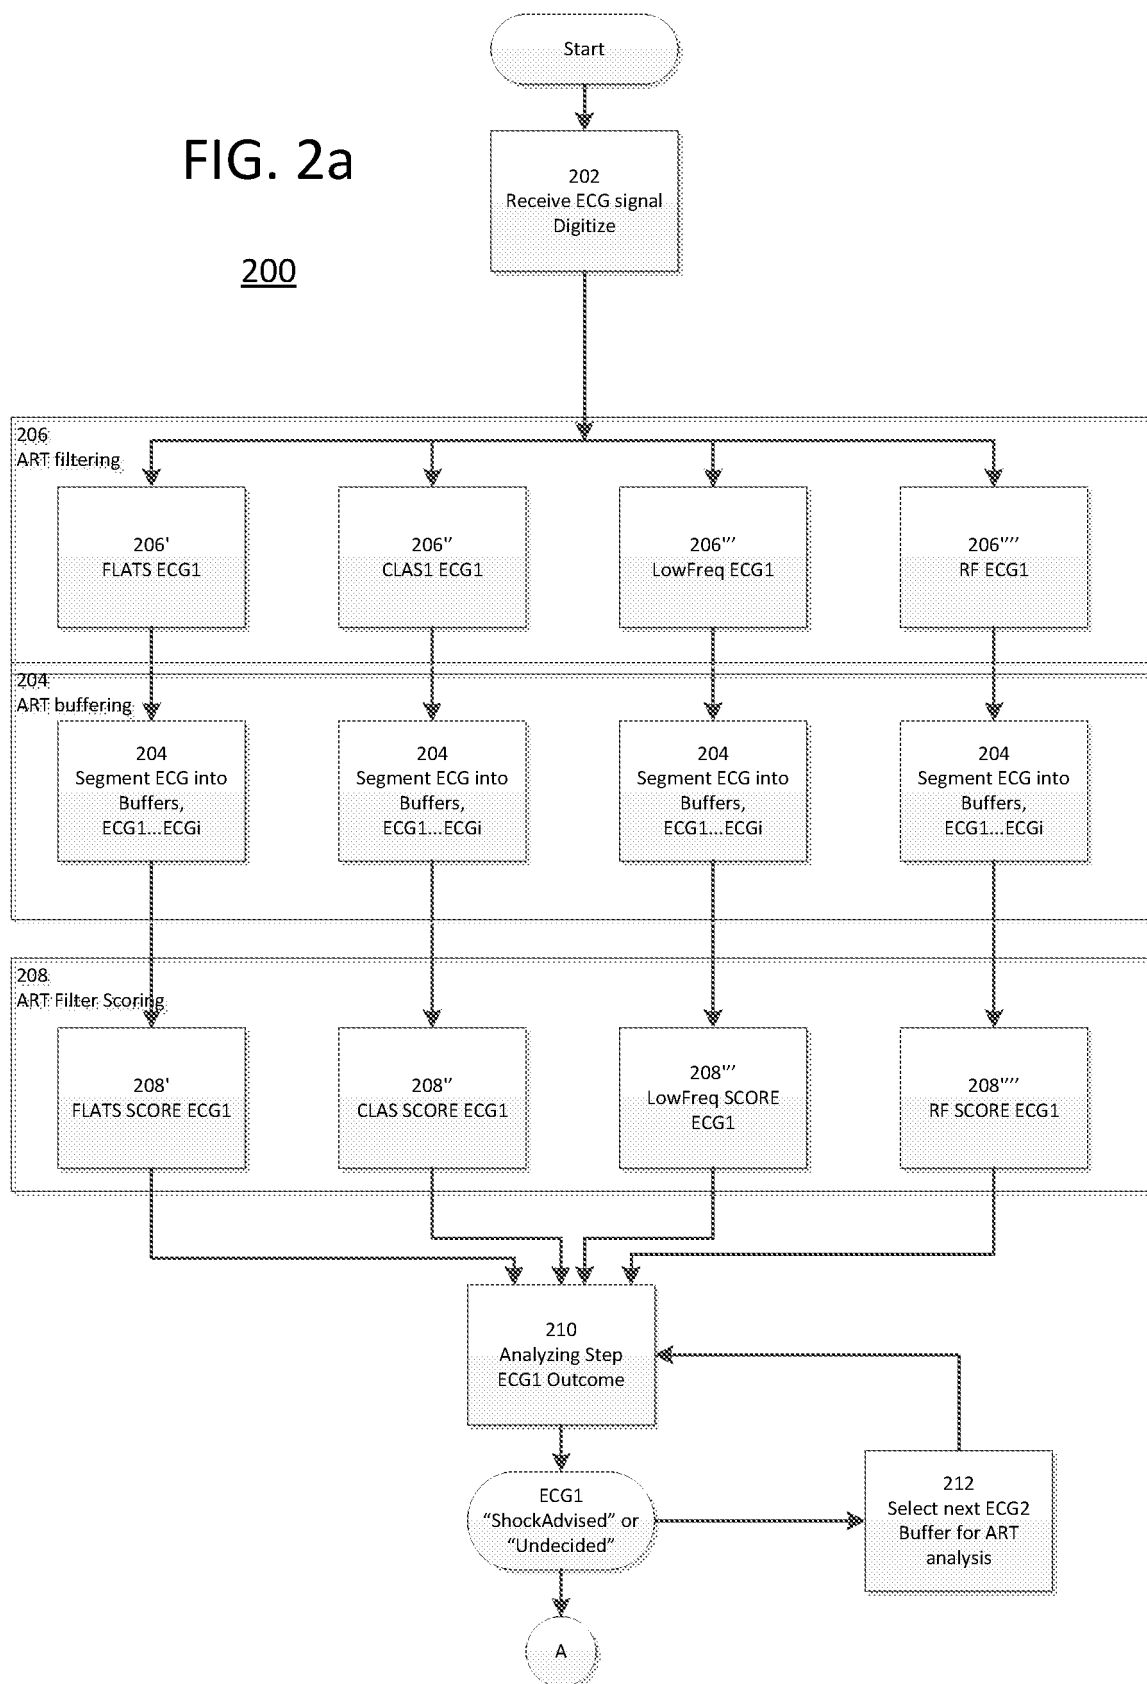 Start
FIG. 2a
202
Receive ECG signal
Digitize
200
206
ART filtering
206'
FLATS ECG1
206''
CLAS1 ECG1
206'''
LowFreq ECG1
206''''
RF ECG1
204
ART buffering
204
Segment ECG into
Buffers,
ECG1...ECGi
204
Segment ECG into
Buffers,
ECG1...ECGi
204
Segment ECG into
Buffers,
ECG1...ECGi
204
Segment ECG into
Buffers,
ECG1...ECGi
208
ART Filter Scoring
208'
FLATS SCORE ECG1
208''
CLAS SCORE ECG1
208'''
LowFreq SCORE
ECG1
208''''
RF SCORE ECG1
210
Analyzing Step
ECG1 Outcome
ECG1
“ShockAdvised” or
“Undecided”
212
Select next ECG2
Buffer for ART
analysis
A